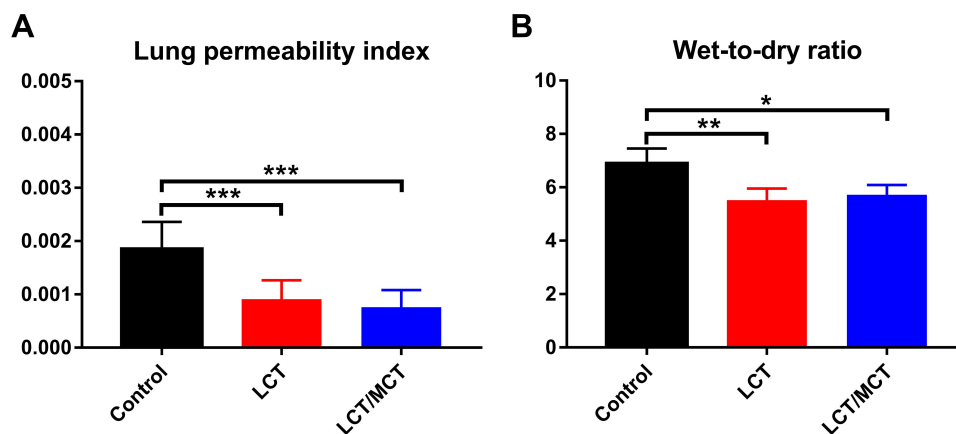 A
Lung permeability index
0.005
0.004
0.003
0.002
0.001
0.000
***
***
Control
LCT
LCT/MCT
B
Wet-to-dry ratio
10
8
6
4
2
0
*
**
Control
LCT
LCT/MCT